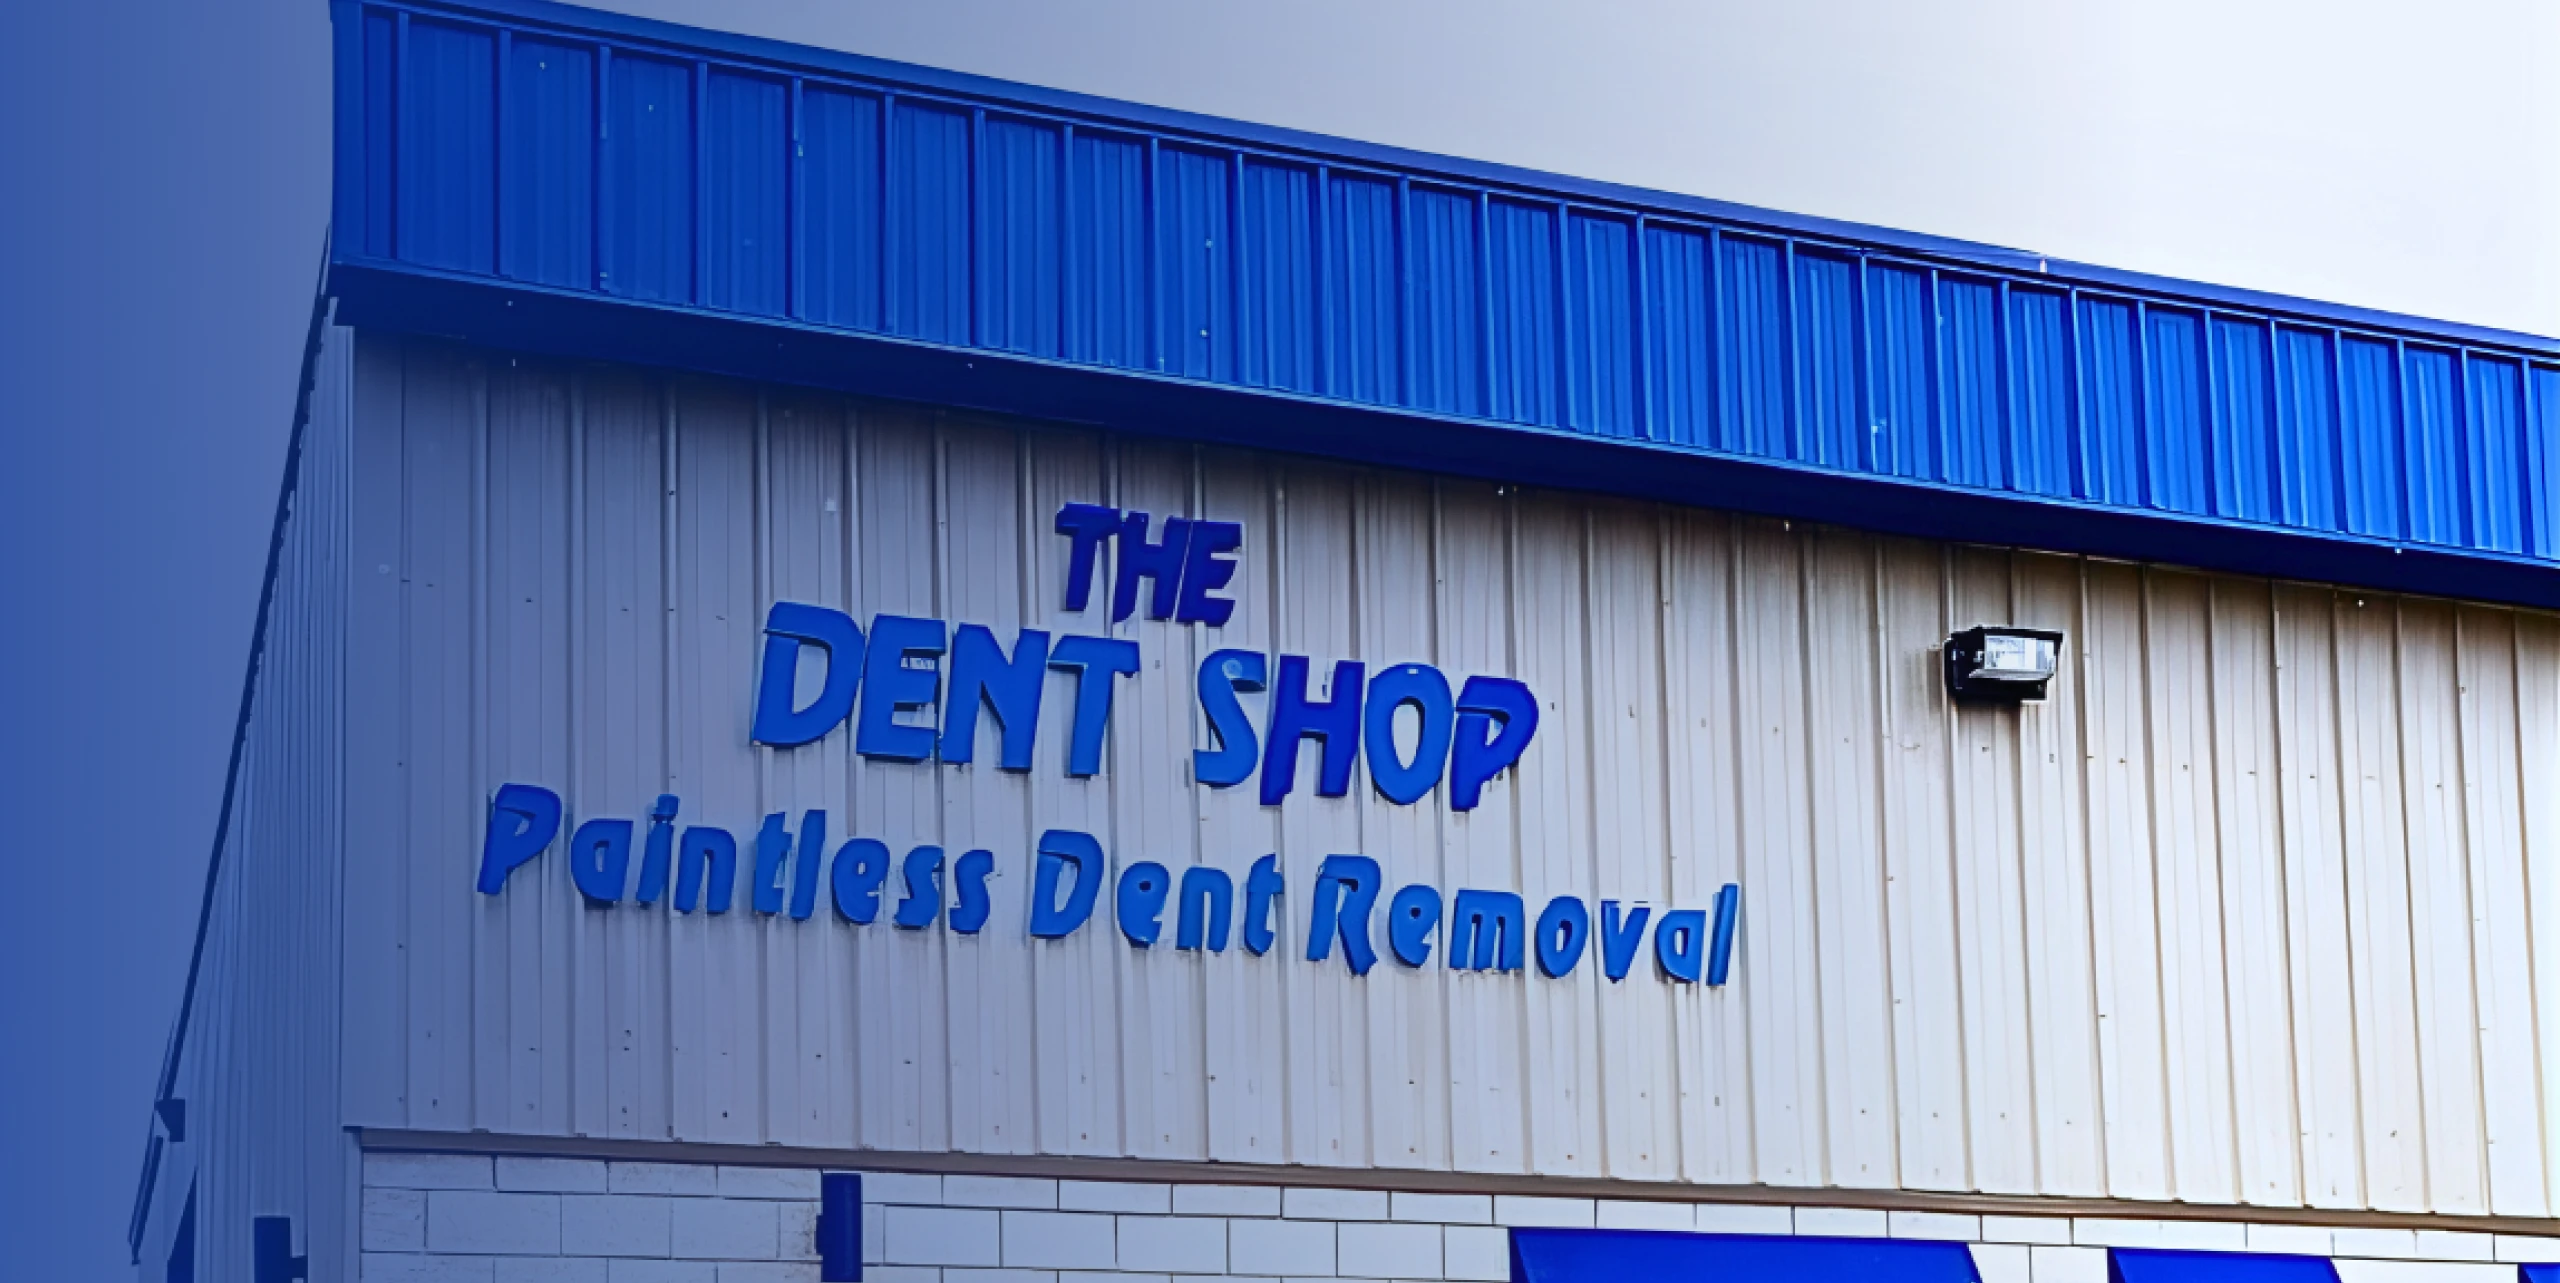 THE
DENT SHOP
Paintless Dent Removal